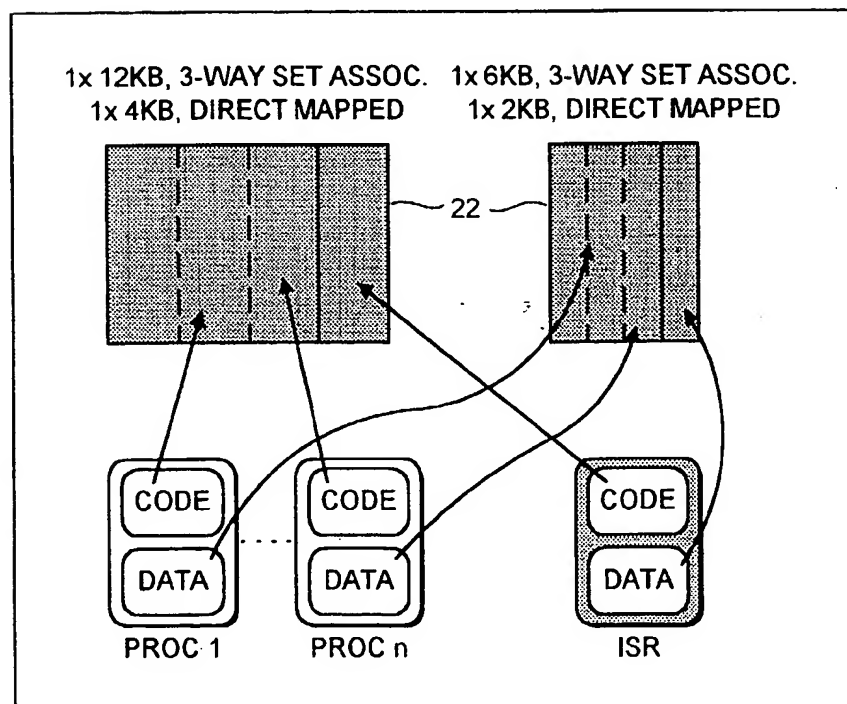 1x 12KB, 3-WAY SET ASSOC. 1x 6KB, 3-WAY SET ASSOC.
1x 4KB, DIRECT MAPPED 1x 2KB, DIRECT MAPPED
22
CODE CODE CODE
DATA DATA DATA
PROC 1 PROC n ISR